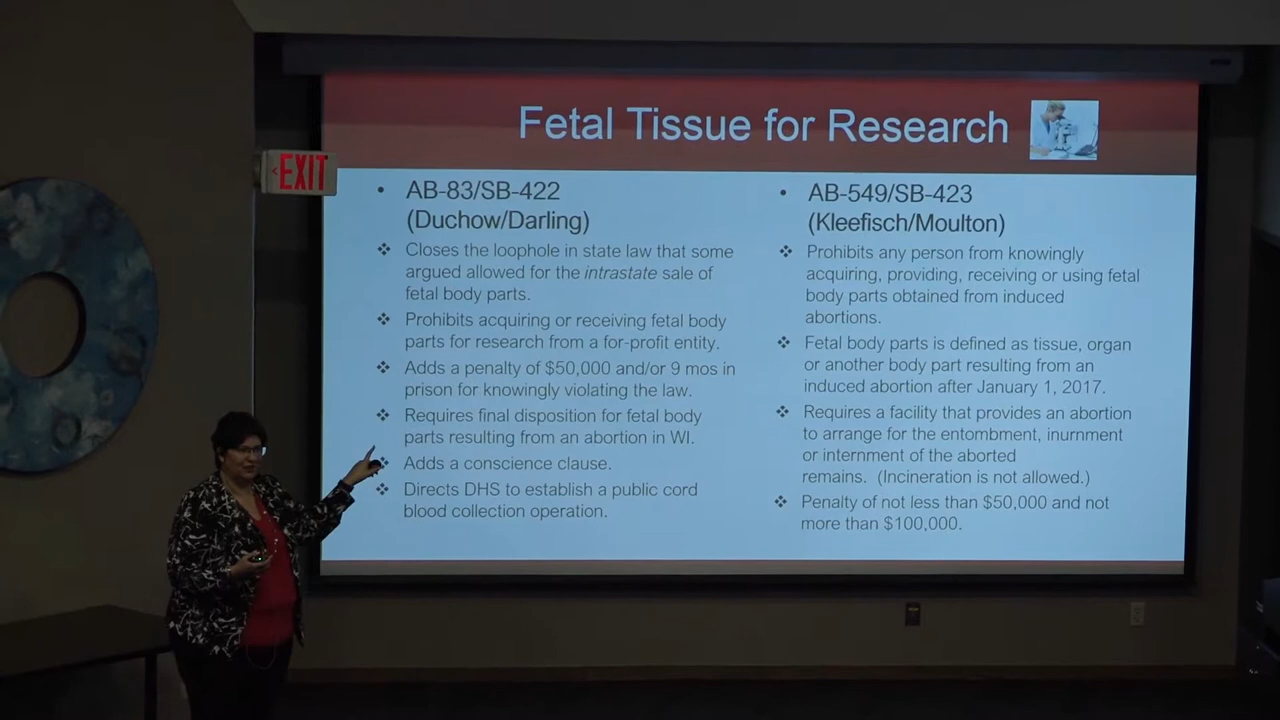 Fetal Tissue for Research
EXIT
• AB-83/SB-422
(Duchow/Darling)
❖ Closes the loophole in state law that some
argued allowed for the intrastate sale of
fetal body parts.
❖ Prohibits acquiring or receiving fetal body
parts for research from a for-profit entity.
❖ Adds a penalty of $50,000 and/or 9 mos in
prison for knowingly violating the law.
❖ Requires final disposition for fetal body
parts resulting from an abortion in WI.
❖ Adds a conscience clause.
❖ Directs DHS to establish a public cord
blood collection operation.
• AB-549/SB-423
(Kleefisch/Moulton)
❖ Prohibits any person from knowingly
acquiring, providing, receiving or using fetal
body parts obtained from induced
abortions.
❖ Fetal body parts is defined as tissue, organ
or another body part resulting from an
induced abortion after January 1, 2017.
❖ Requires a facility that provides an abortion
to arrange for the entombment, inurnment
or internment of the aborted
remains. (Incineration is not allowed.)
❖ Penalty of not less than $50,000 and not
more than $100,000.